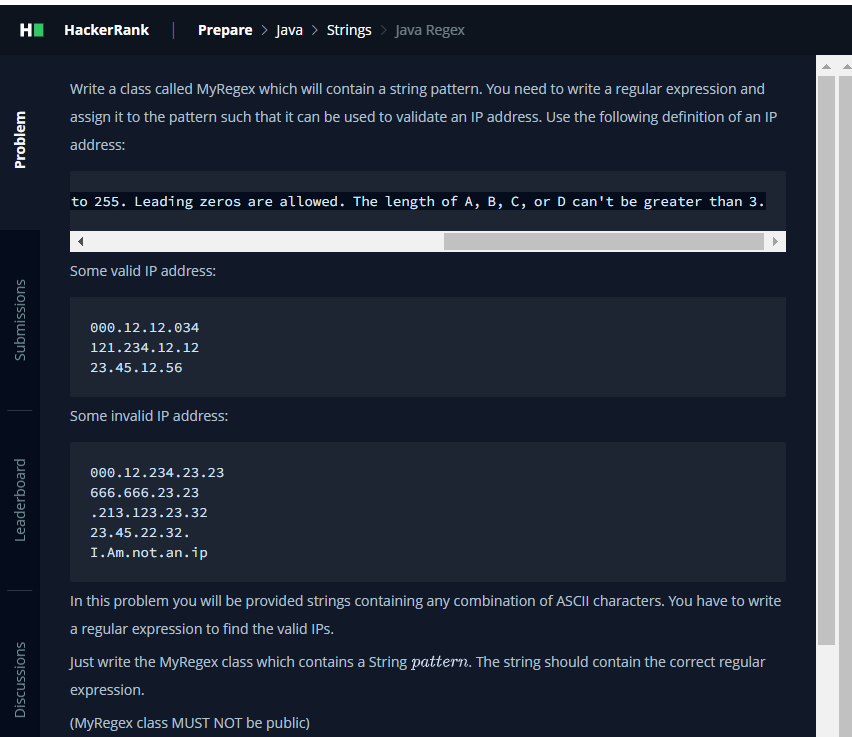 H HackerRank | Prepare > Java > Strings > Java Regex
Problem
Submissions
Leaderboard
Discussions
Write a class called MyRegex which will contain a string pattern. You need to write a regular expression and
assign it to the pattern such that it can be used to validate an IP address. Use the following definition of an IP
address:
to 255. Leading zeros are allowed. The length of A, B, C, or D can't be greater than 3.
Some valid IP address:
000.12.12.034
121.234.12.12
23.45.12.56
Some invalid IP address:
000.12.234.23.23
666.666.23.23
.213.123.23.32
23.45.22.32.
I.Am.not.an.ip
In this problem you will be provided strings containing any combination of ASCII characters. You have to write
a regular expression to find the valid IPs.
Just write the MyRegex class which contains a String pattern. The string should contain the correct regular
expression.
(MyRegex class MUST NOT be public)